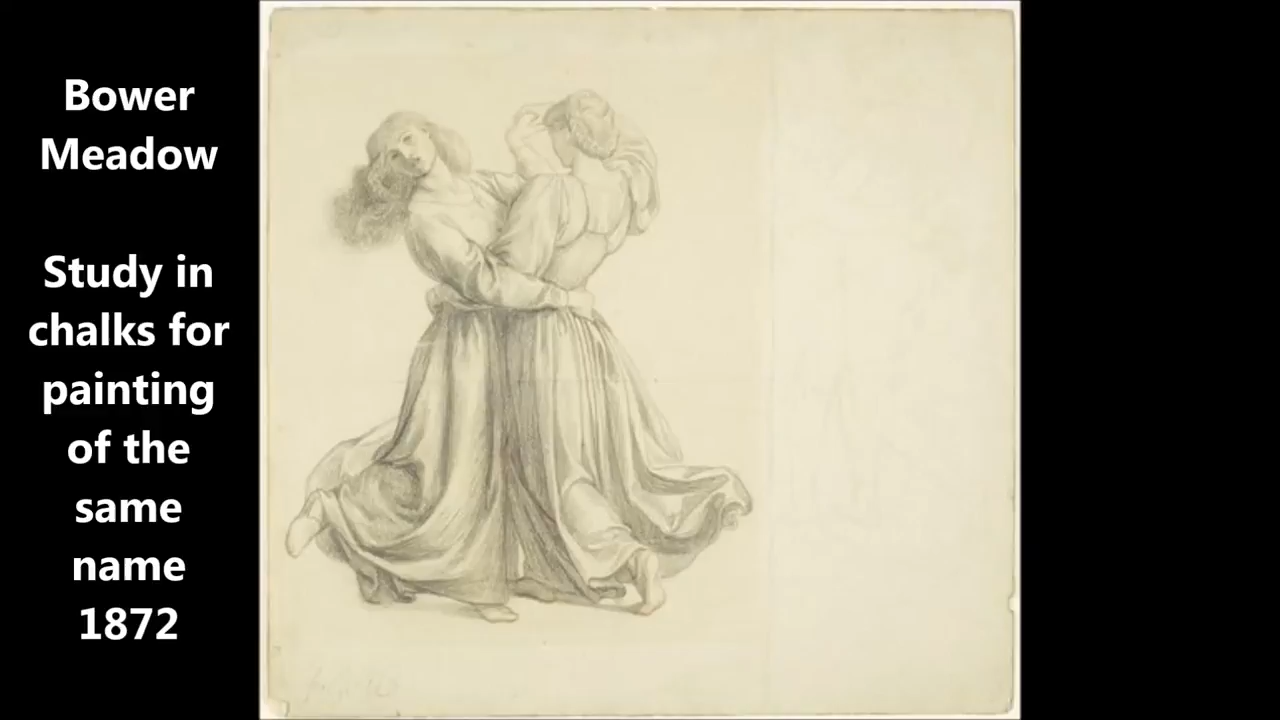 Bower
Meadow
Study in
chalks for
painting
of the
same
name
1872